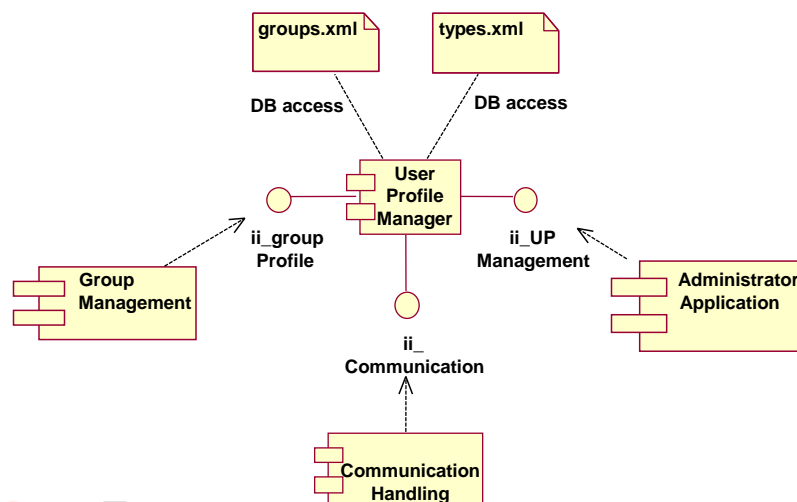 groups.xml
types.xml
DB access
DB access
User
Profile
Manager
ii_group
Profile
ii_UP
Management
Group
Management
Administrator
Application
ii_
Communication
Communication
Handling